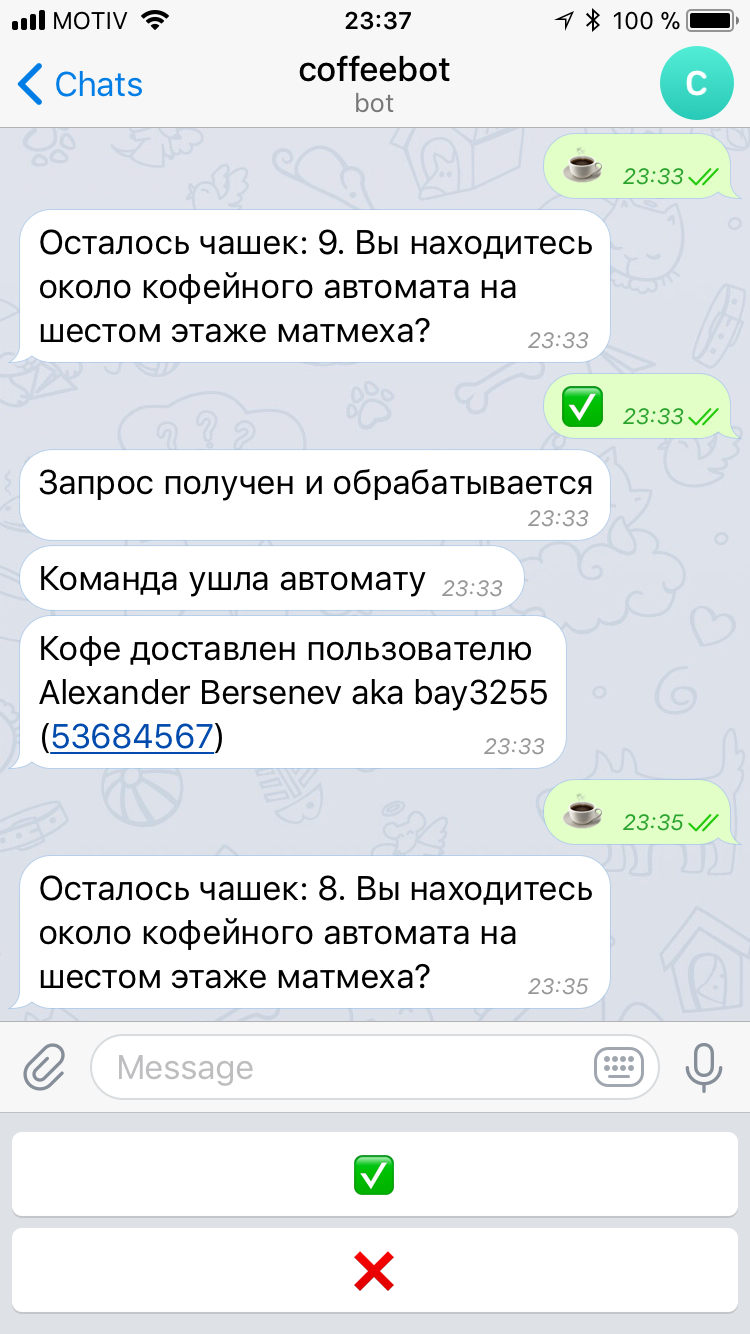 MOTIV 23:37 100 %
Chats
coffeebot
bot
C
23:33
Осталось чашек: 9. Вы находитесь
около кофейного автомата на
шестом этаже матмеха?
23:33
23:33
Запрос получен и обрабатывается
23:33
Команда ушла автомату 23:33
Кофе доставлен пользователю
Alexander Bersenev aka bay3255
(53684567)
23:33
23:35
Осталось чашек: 8. Вы находитесь
около кофейного автомата на
шестом этаже матмеха?
23:35
Message